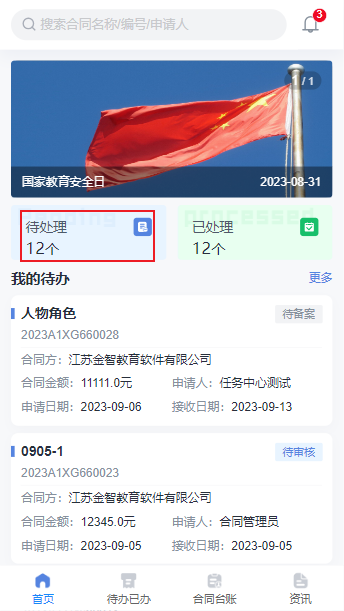 搜索合同名称/编号/申请人
3
1 / 1
国家教育安全日 2023-08-31
pending processed
待处理 已处理
12个 12个
我的待办 更多
人物角色 待备案
2023A1XG660028
合同方： 江苏金智教育软件有限公司
合同金额： 11111.0元 申请人： 任务中心测试
申请日期： 2023-09-06 接收日期： 2023-09-13
0905-1 待审核
2023A1XG660023
合同方： 江苏金智教育软件有限公司
合同金额： 12345.0元 申请人： 合同管理员
申请日期： 2023-09-05 接收日期： 2023-09-05
首页 待办已办 合同台账 资讯